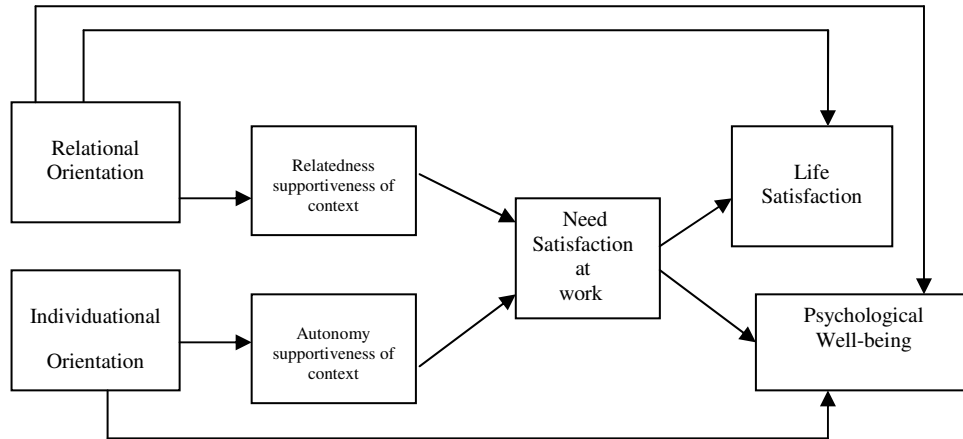 Relational
Orientation
Relatedness
supportiveness of
context
Life
Satisfaction
Need
Satisfaction
at
work
Individuational
Orientation
Autonomy
supportiveness of
context
Psychological
Well-being